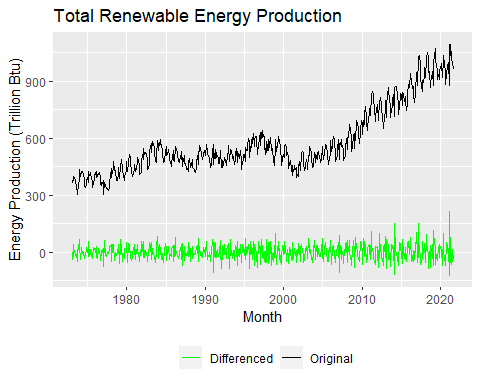 Total Renewable Energy Production
Energy Production (Trillion Btu)
900
600
300
0
1980
1990
2000
2010
2020
Month
Differenced
Original